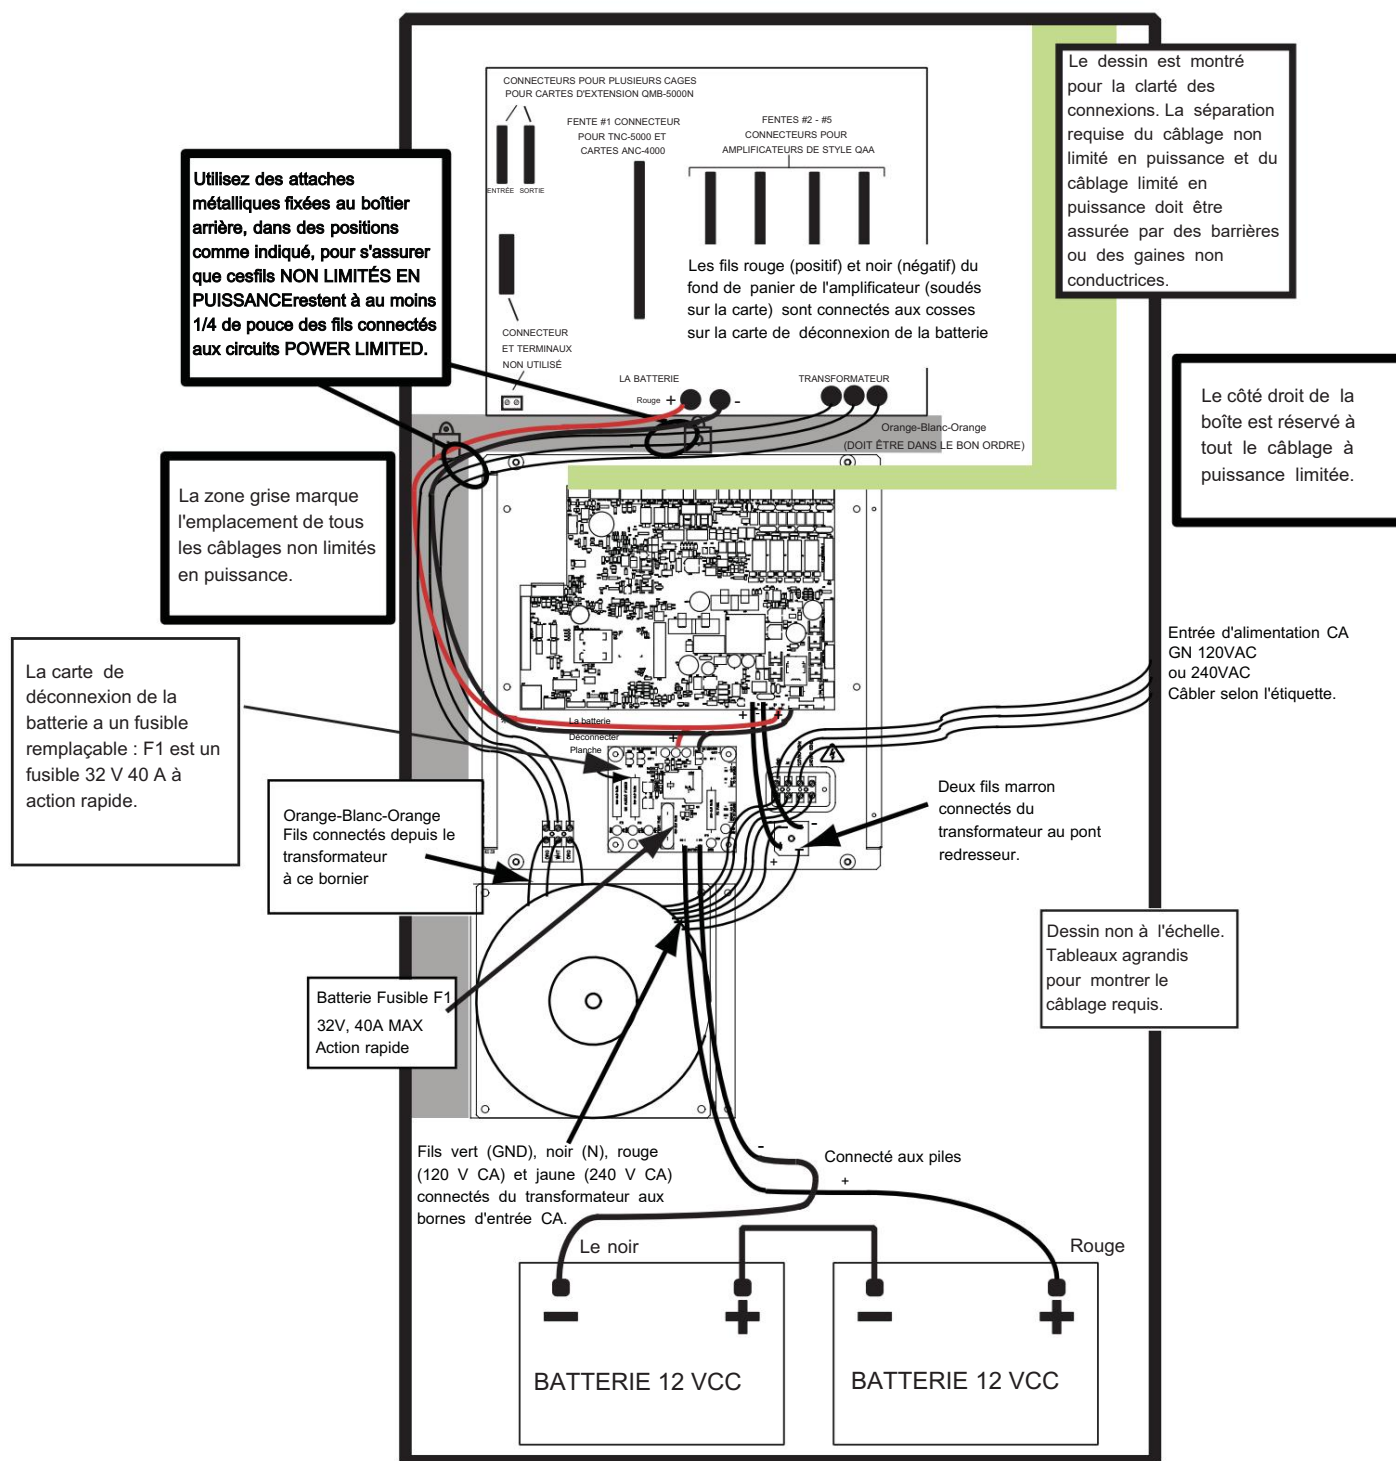 CONNECTEURS POUR PLUSIEURS CAGES
POUR CARTES D'EXTENSION QMB-5000N
FENTE #1 CONNECTEUR
POUR TNC-5000 ET
CARTES ANC-4000
FENTES #2 - #5
CONNECTEURS POUR
AMPLIFICATEURS DE STYLE QAA
ENTRÉE SORTIE
Le dessin est montré
pour la clarté des
connexions. La séparation
requise du câblage non
limité en puissance et du
câblage limité en
puissance doit être
assurée par des barrières
ou des gaines non
conductrices.
Utilisez des attaches
métalliques fixées au boîtier
arrière, dans des positions
comme indiqué, pour s'assurer
que cesfils NON LIMITÉS EN
PUISSANCErestent à au moins
1/4 de pouce des fils connectés
aux circuits POWER LIMITED.
Les fils rouge (positif) et noir (négatif) du
fond de panier de l'amplificateur (soudés
sur la carte) sont connectés aux cosses
sur la carte de déconnexion de la batterie
CONNECTEUR
ET TERMINAUX
NON UTILISÉ
LA BATTERIE
TRANSFORMATEUR
Rouge + -
Orange-Blanc-Orange
(DOIT ÊTRE DANS LE BON ORDRE)
Le côté droit de la
boîte est réservé à
tout le câblage à
puissance limitée.
La zone grise marque
l'emplacement de tous
les câblages non limités
en puissance.
Entrée d'alimentation CA
GN 120VAC
ou 240VAC
Câbler selon l'étiquette.
La carte de
déconnexion de la
batterie a un fusible
remplaçable : F1 est un
fusible 32 V 40 A à
action rapide.
La batterie
Déconnecter
Planche
Orange-Blanc-Orange
Fils connectés depuis le
transformateur
à ce bornier
Deux fils marron
connectés du
transformateur au pont
redresseur.
Dessin non à l'échelle.
Tableaux agrandis
pour montrer le
câblage requis.
Batterie Fusible F1
32V, 40A MAX
Action rapide
Fils vert (GND), noir (N), rouge
(120 V CA) et jaune (240 V CA)
connectés du transformateur aux
bornes d'entrée CA.
-
Connecté aux piles
+
Le noir
Rouge
BATTERIE 12 VCC
BATTERIE 12 VCC